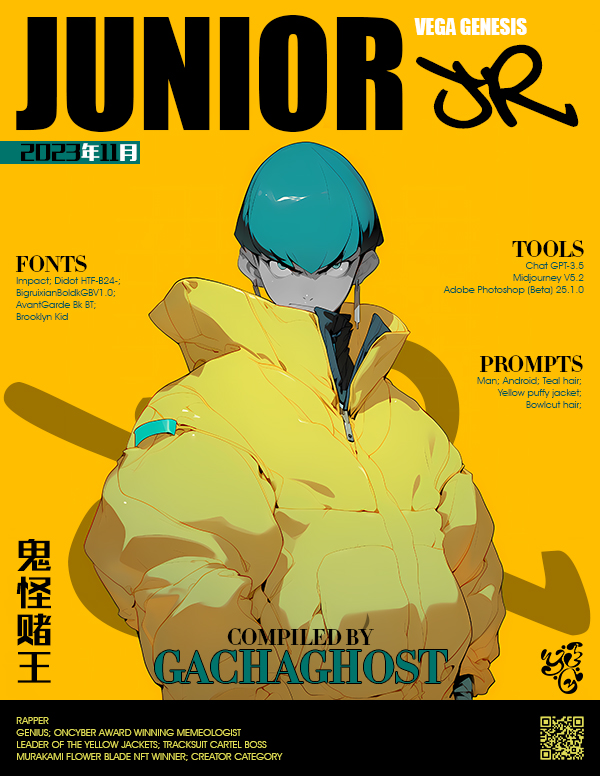 JUNIOR
VEGA GENESIS
JR
2023年11月
FONTS
Impact; Didot HTF-B24-;
BigruixianBoldkGBV1.0;
AvantGarde Bk BT;
Brooklyn Kid
TOOLS
Chat GPT-3.5
Midjourney V5.2
Adobe Photoshop (Beta) 25.1.0
PROMPTS
Man; Android; Teal hair;
Yellow puffy jacket;
Bowlcut hair;
鬼怪赌王
COMPILED BY
GACHAGHOST
RAPPER
GENIUS; ONCYBER AWARD WINNING MEMEOLOGIST
LEADER OF THE YELLOW JACKETS; TRACKSUIT CARTEL BOSS
MURAKAMI FLOWER BLADE NFT WINNER; CREATOR CATEGORY